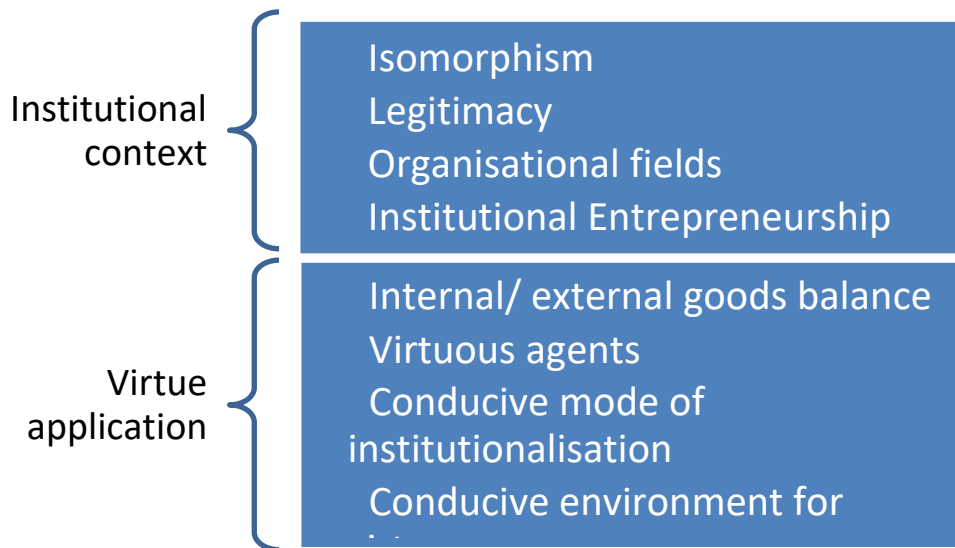 Institutional
context
Isomorphism
Legitimacy
Organisational fields
Institutional Entrepreneurship
Virtue
application
Internal/ external goods balance
Virtuous agents
Conducive mode of
institutionalisation
Conducive environment for